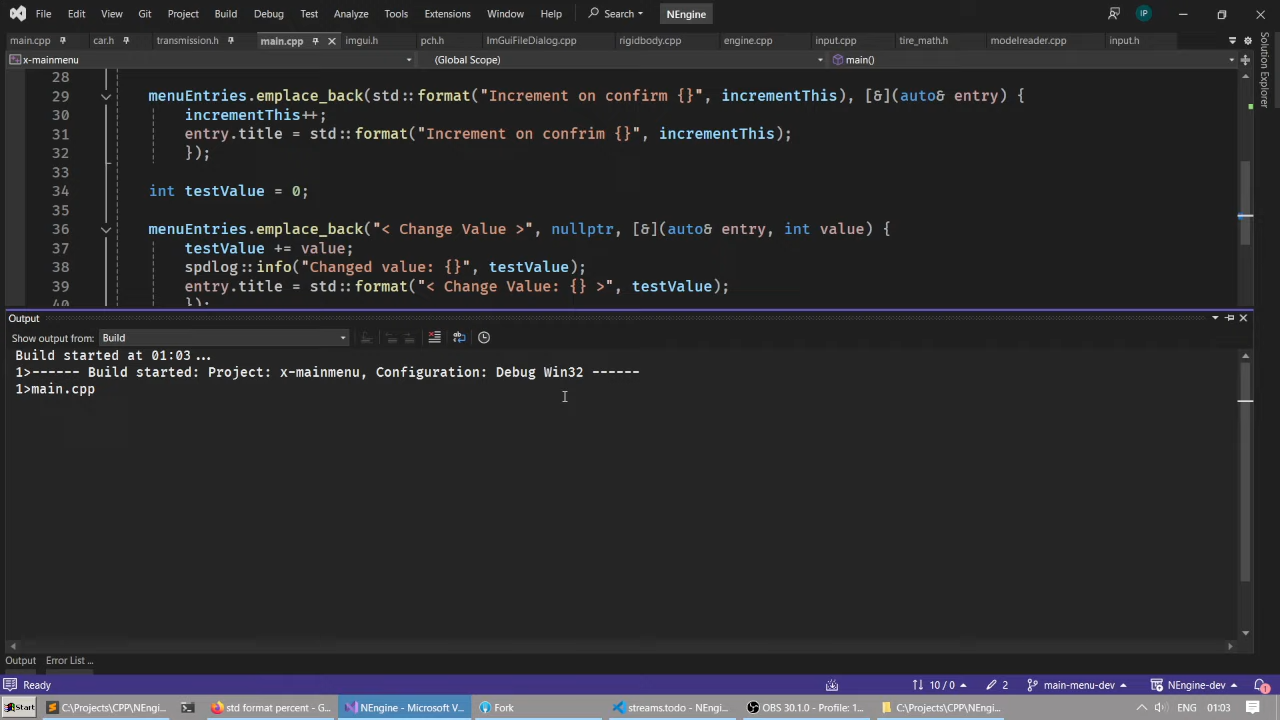 File Edit View Git Project Build Debug Test Analyze Tools Extensions Window Help Search NEngine IP
main.cpp car.h transmission.h main.cpp imgui.h pch.h ImGuiFileDialog.cpp rigidbody.cpp engine.cpp input.cpp tire_math.h modelreader.cpp input.h
x-mainmenu (Global Scope) main()
Solution Explorer
28
29 menuEntries.emplace_back(std::format("Increment on confirm {}", incrementThis), [&](auto& entry) {
30 incrementThis++;
31 entry.title = std::format("Increment on confrim {}", incrementThis);
32 });
33
34 int testValue = 0;
35
36 menuEntries.emplace_back("< Change Value >", nullptr, [&](auto& entry, int value) {
37 testValue += value;
38 spdlog::info("Changed value: {}", testValue);
39 entry.title = std::format("< Change Value: {} >", testValue);
40 });
Output
Show output from: Build
Build started at 01:03 ...
1>------ Build started: Project: x-mainmenu, Configuration: Debug Win32 ------
1>main.cpp
Output Error List ...
Ready 10 / 0 2 main-menu-dev NEngine-dev 1
Start C:\Projects\CPP\NEngi... std format percent - G... NEngine - Microsoft V... Fork streams.todo - NEngi... OBS 30.1.0 - Profile: 1... C:\Projects\CPP\NEngi... ENG 01:03